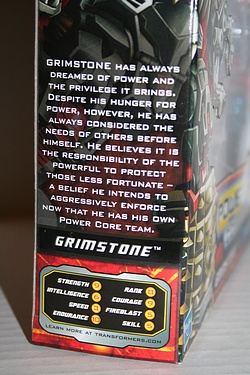 GRIMSTONE HAS ALWAYS
DREAMED OF POWER AND
THE PRIVILEGE IT BRINGS.
DESPITE HIS HUNGER FOR
POWER, HOWEVER, HE HAS
ALWAYS CONSIDERED THE
NEEDS OF OTHERS BEFORE
HIMSELF. HE BELIEVES IT IS
THE RESPONSIBILITY OF THE
POWERFUL TO PROTECT
THOSE LESS FORTUNATE –
A BELIEF HE INTENDS TO
AGGRESSIVELY ENFORCE
NOW THAT HE HAS HIS OWN
POWER CORE TEAM.
GRIMSTONE™
STRENGTH
RANK
INTELLIGENCE
COURAGE
SPEED
FIREBLAST
ENDURANCE 10
SKILL
LEARN MORE AT TRANSFORMERS.COM